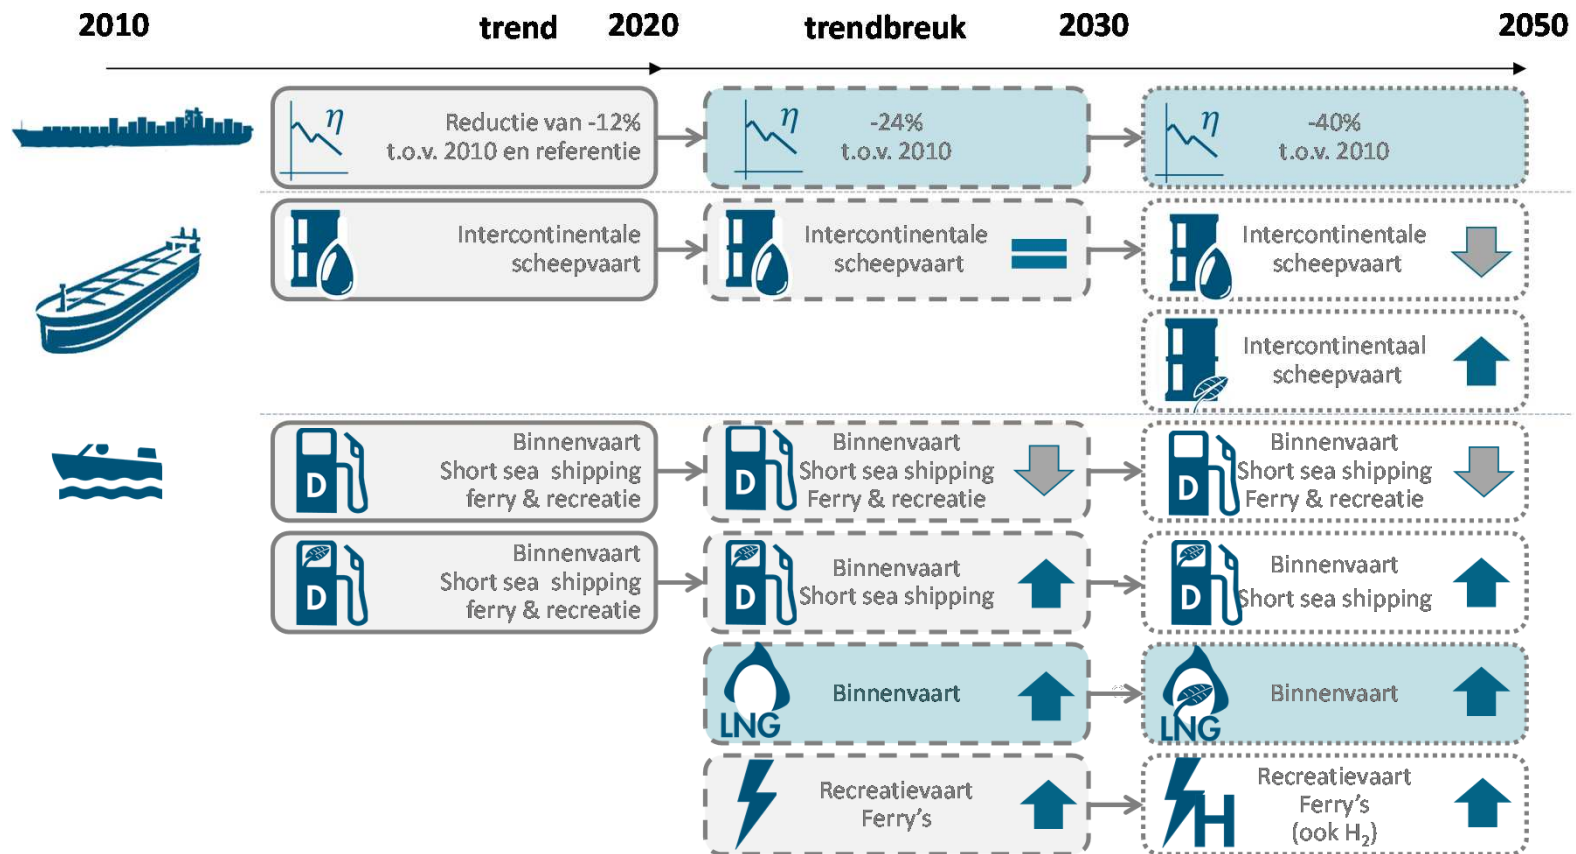 2010 trend 2020 trendbreuk 2030 2050
η Reductie van -12%
t.o.v. 2010 en referentie
η -24%
t.o.v. 2010
η -40%
t.o.v. 2010
Intercontinentale
scheepvaart
Intercontinentale
scheepvaart
Intercontinentale
scheepvaart
Intercontinentaal
scheepvaart
D
Binnenvaart
Short sea shipping
ferry & recreatie
D
Binnenvaart
Short sea shipping
Ferry & recreatie
D
Binnenvaart
Short sea shipping
Ferry & recreatie
D
Binnenvaart
Short sea shipping
ferry & recreatie
D
Binnenvaart
Short sea shipping
D
Binnenvaart
Short sea shipping
LNG
Binnenvaart
LNG
Binnenvaart
Recreatievaart
Ferry's
H
Recreatievaart
Ferry's
(ook H₂)